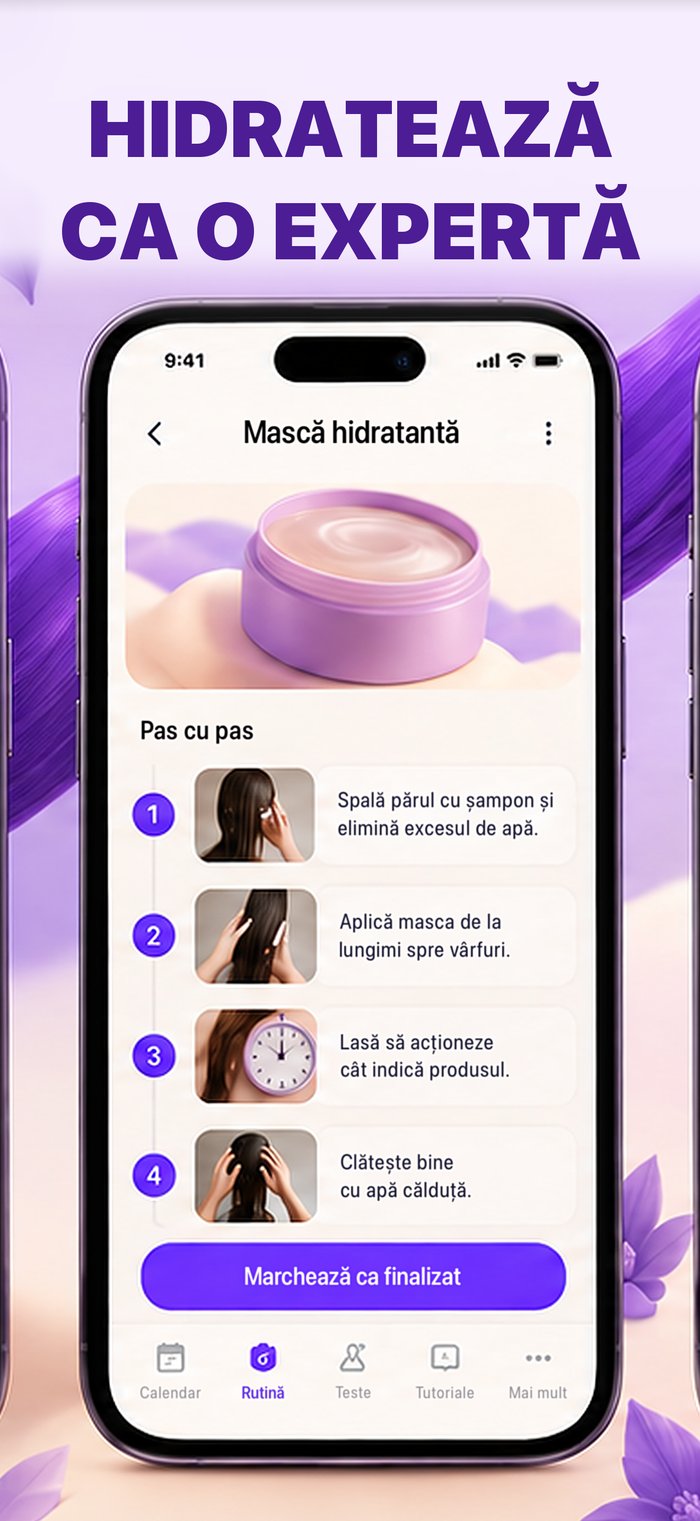 HIDRATEAZĂ
CA O EXPERTĂ
9:41
Mască hidratantă
Pas cu pas
1
Spală părul cu șampon și
elimină excesul de apă.
2
Aplică masca de la
lungimi spre vârfuri.
3
Lasă să acționeze
cât indică produsul.
4
Clătește bine
cu apă călduță.
Marchează ca finalizat
Calendar
Rutină
Teste
Tutoriale
Mai mult